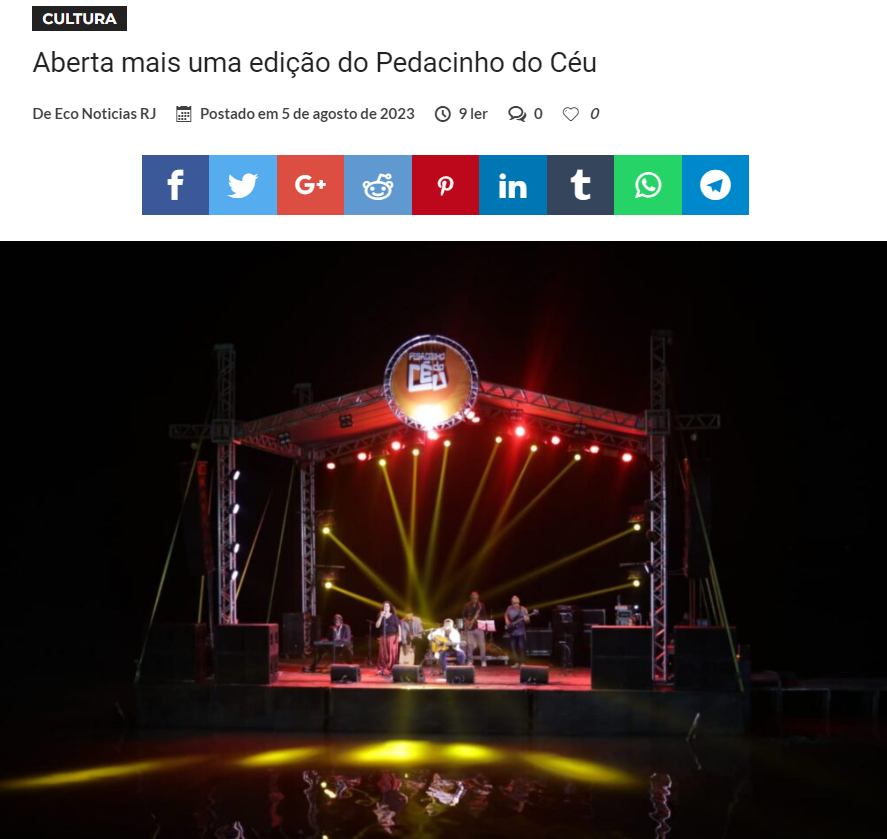 CULTURA
Aberta mais uma edição do Pedacinho do Céu
De Eco Noticias RJ Postado em 5 de agosto de 2023 9 ler 0 0
f G+ in t
PEDACINHO
DO
CÉU